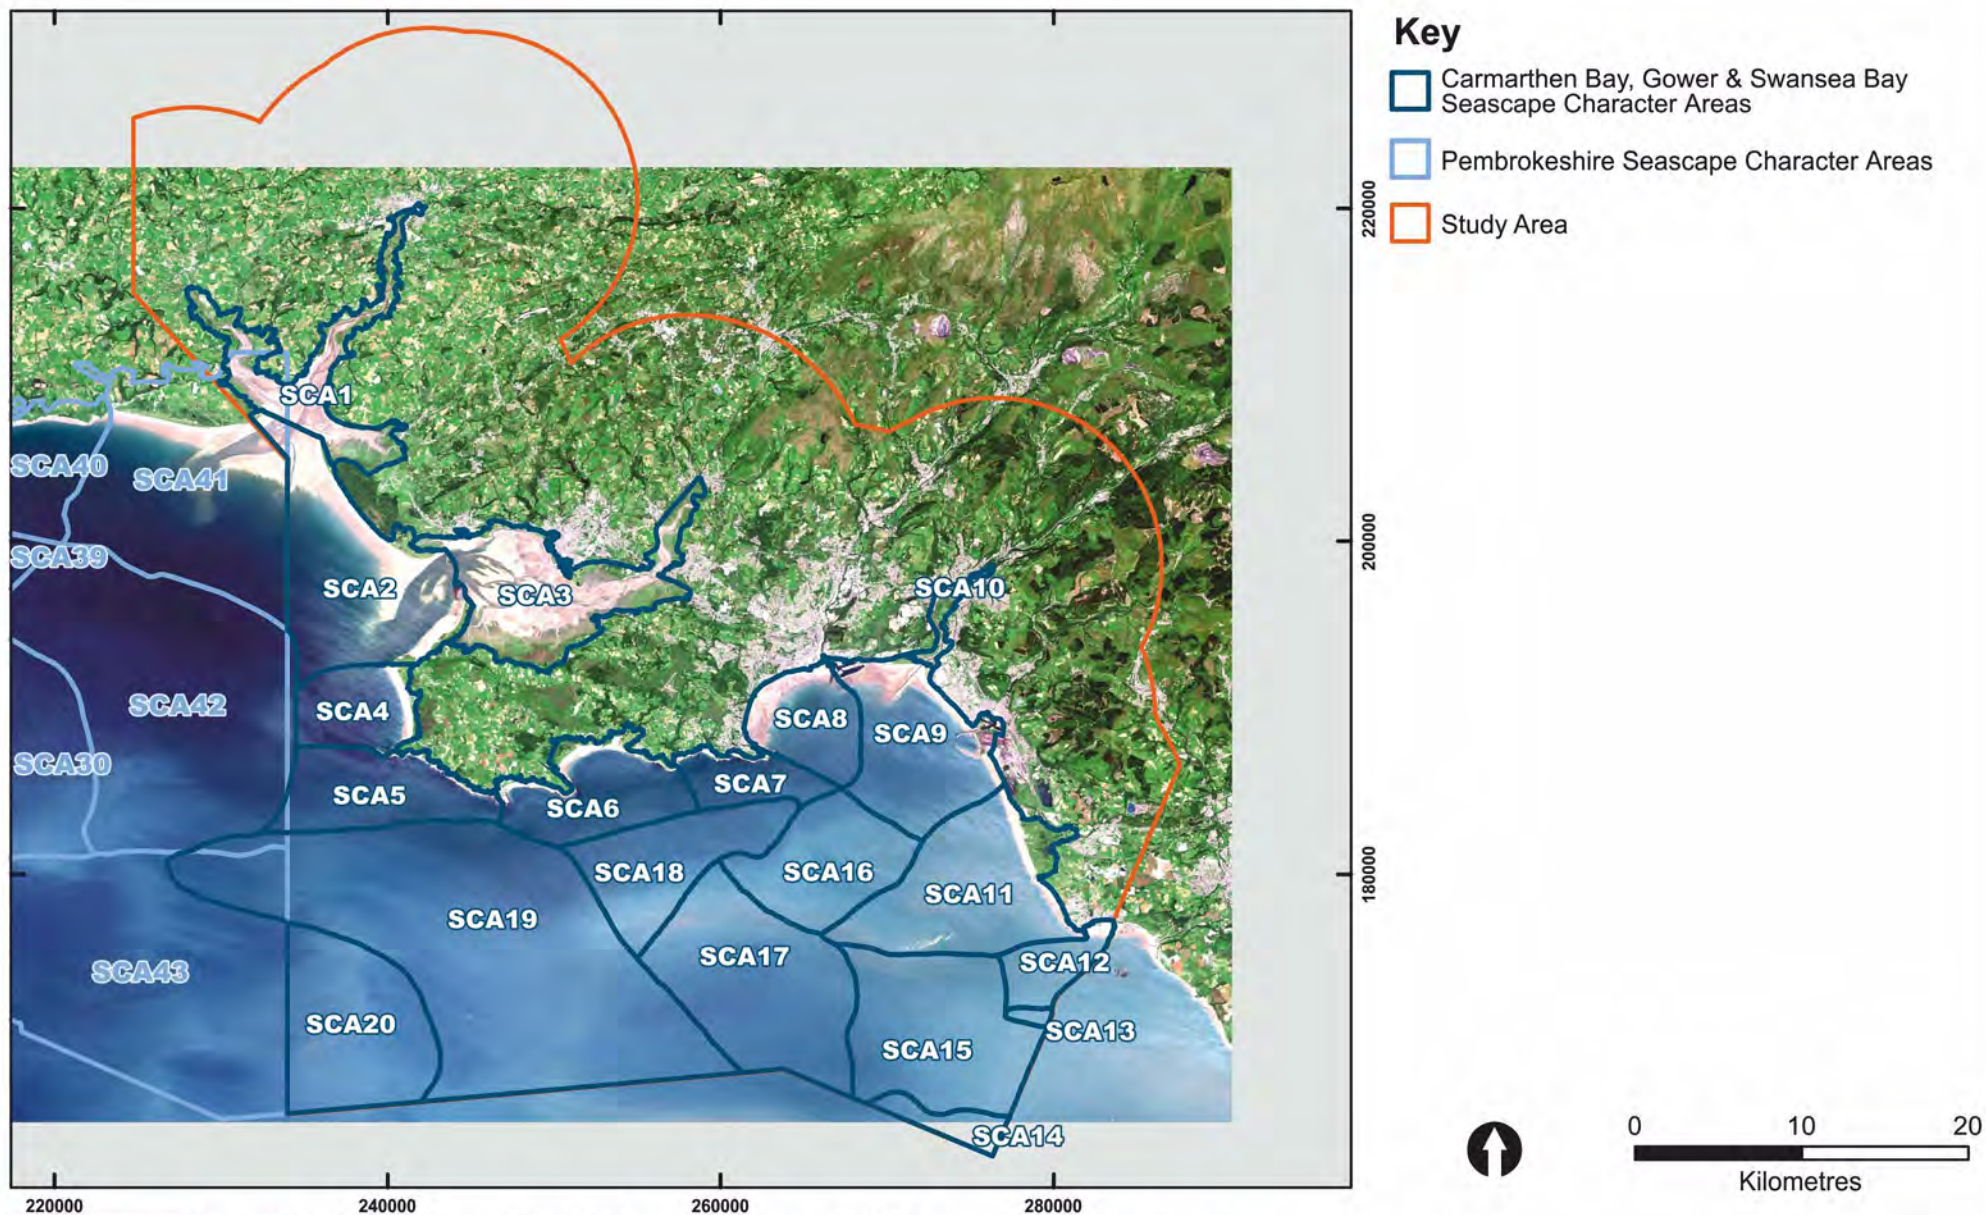 Key
Carmarthen Bay, Gower & Swansea Bay
Seascape Character Areas
Pembrokeshire Seascape Character Areas
Study Area
220000
200000
180000
SCA1
SCA40
SCA41
SCA39
SCA2
SCA3
SCA10
SCA42
SCA4
SCA8
SCA9
SCA30
SCA5
SCA6
SCA7
SCA18
SCA16
SCA11
SCA19
SCA43
SCA17
SCA12
SCA20
SCA15
SCA13
SCA14
0 10 20
Kilometres
220000 240000 260000 280000